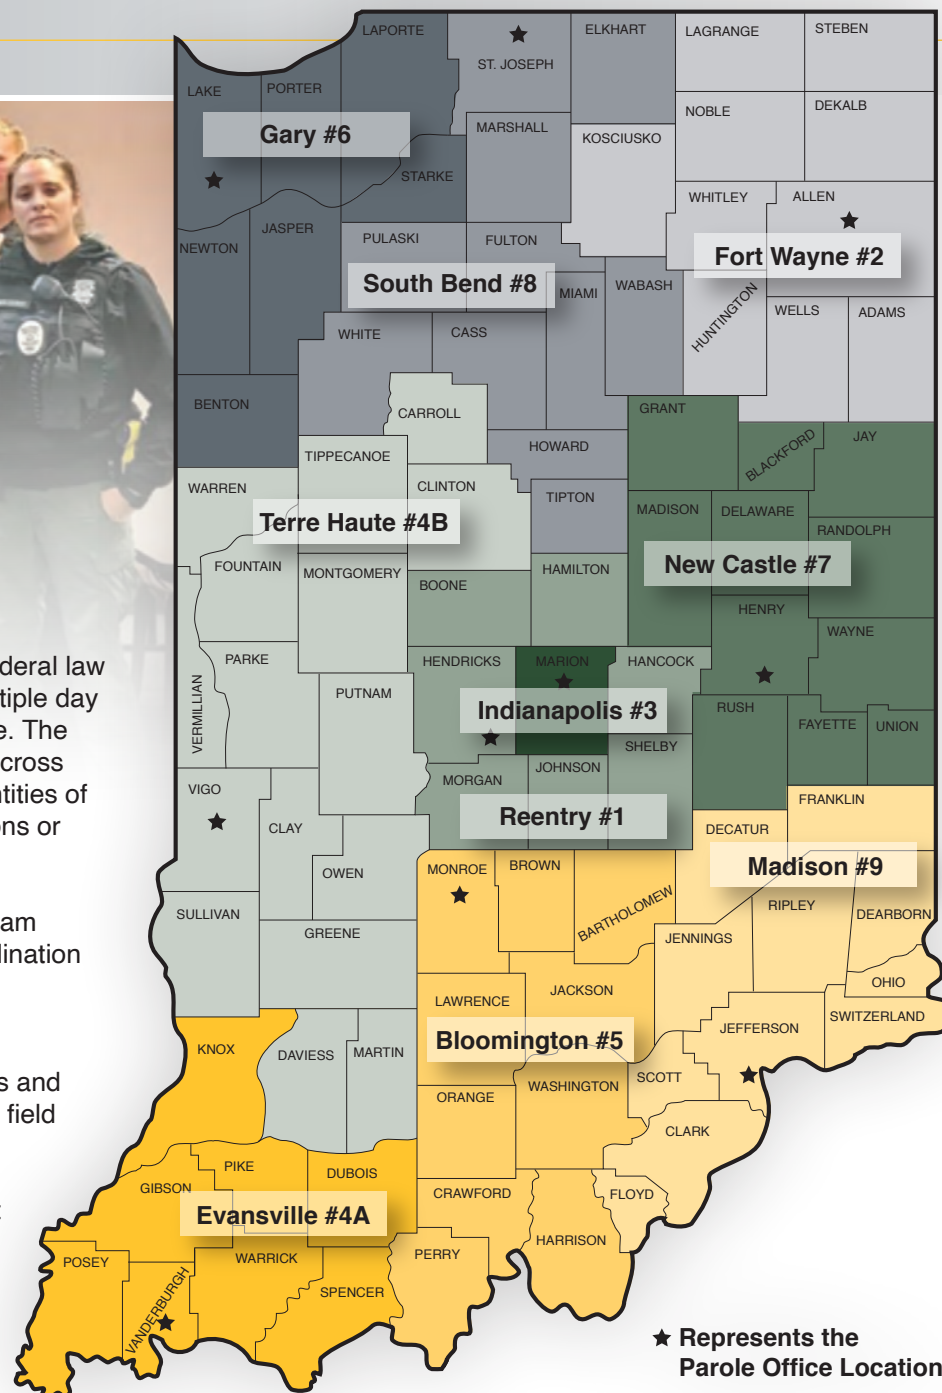 LAPORTE
ELKHART
LAGRANGE
STEBEN
ST. JOSEPH
LAKE
PORTER
NOBLE
DEKALB
Gary #6
MARSHALL
KOSCIUSKO
STARKE
WHITLEY
ALLEN
JASPER
NEWTON
PULASKI
FULTON
Fort Wayne #2
South Bend #8
MIAMI
WABASH
HUNTINGTON
WELLS
ADAMS
WHITE
CASS
BENTON
CARROLL
GRANT
HOWARD
BLACKFORD
JAY
TIPPECANOE
WARREN
CLINTON
TIPTON
MADISON
DELAWARE
Terre Haute #4B
RANDOLPH
FOUNTAIN
MONTGOMERY
BOONE
HAMILTON
New Castle #7
HENRY
WAYNE
PARKE
HENDRICKS
MARION
HANCOCK
VERMILLIAN
PUTNAM
Indianapolis #3
RUSH
FAYETTE
UNION
SHELBY
MORGAN
JOHNSON
VIGO
FRANKLIN
CLAY
Reentry #1
DECATUR
OWEN
MONROE
BROWN
Madison #9
SULLIVAN
BARTHOLOMEW
RIPLEY
DEARBORN
GREENE
JENNINGS
OHIO
LAWRENCE
JACKSON
SWITZERLAND
KNOX
DAVIESS
MARTIN
Bloomington #5
JEFFERSON
WASHINGTON
SCOTT
ORANGE
CLARK
PIKE
DUBOIS
GIBSON
CRAWFORD
FLOYD
Evansville #4A
HARRISON
POSEY
WARRICK
PERRY
VANDERBURGH
SPENCER
deral law
tiple day
e. The
cross
ntities of
ons or
am
lination
s and
field
★ Represents the
Parole Office Location